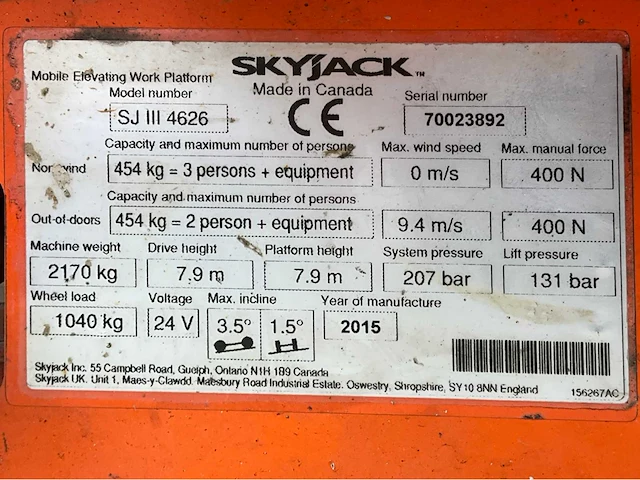 SKYJACK™
Mobile Elevating Work Platform
Made in Canada
Model number
SJ III 4626
CE
Serial number
70023892
Capacity and maximum number of persons
Max. wind speed
Max. manual force
Non wind
454 kg = 3 persons + equipment
0 m/s
400 N
Capacity and maximum number of persons
Out-of-doors
454 kg = 2 person + equipment
9.4 m/s
400 N
Machine weight
Drive height
Platform height
System pressure
Lift pressure
2170 kg
7.9 m
7.9 m
207 bar
131 bar
Wheel load
Voltage
Max. incline
Year of manufacture
1040 kg
24 V
3.5°
1.5°
2015
Skyjack Inc. 55 Campbell Road, Guelph, Ontario N1H 1B9 Canada
Skyjack UK. Unit 1, Maes-y-Clawdd. Maesbury Road Industrial Estate. Oswestry, Shropshire, SY10 8NN England
156267AC